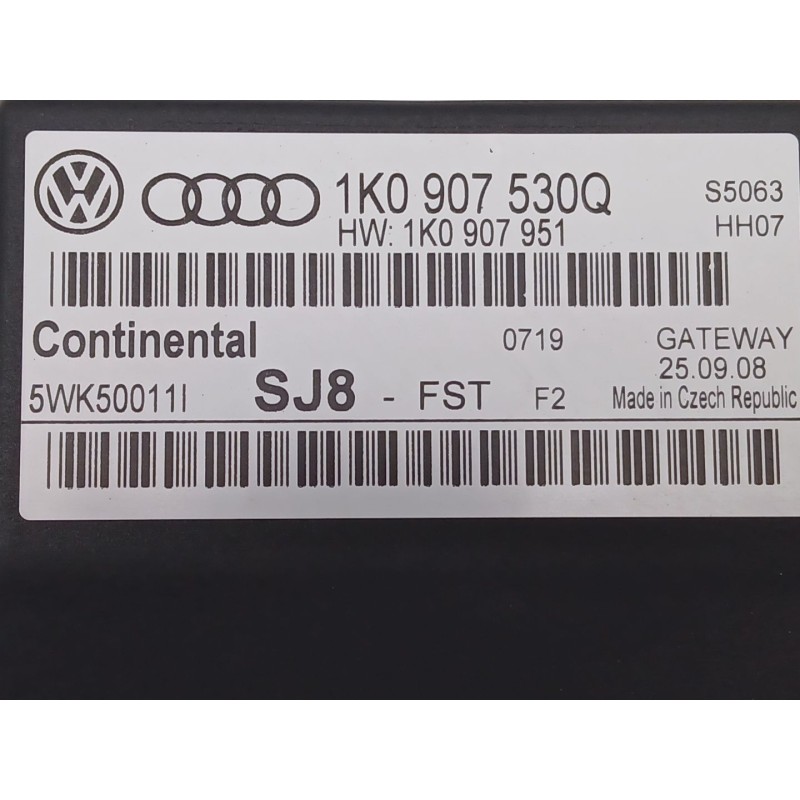 1K0 907 530Q S5063
HW: 1K0 907 951 HH07
Continental 0719 GATEWAY
25.09.08
5WK50011I SJ8 - FST F2 Made in Czech Republic